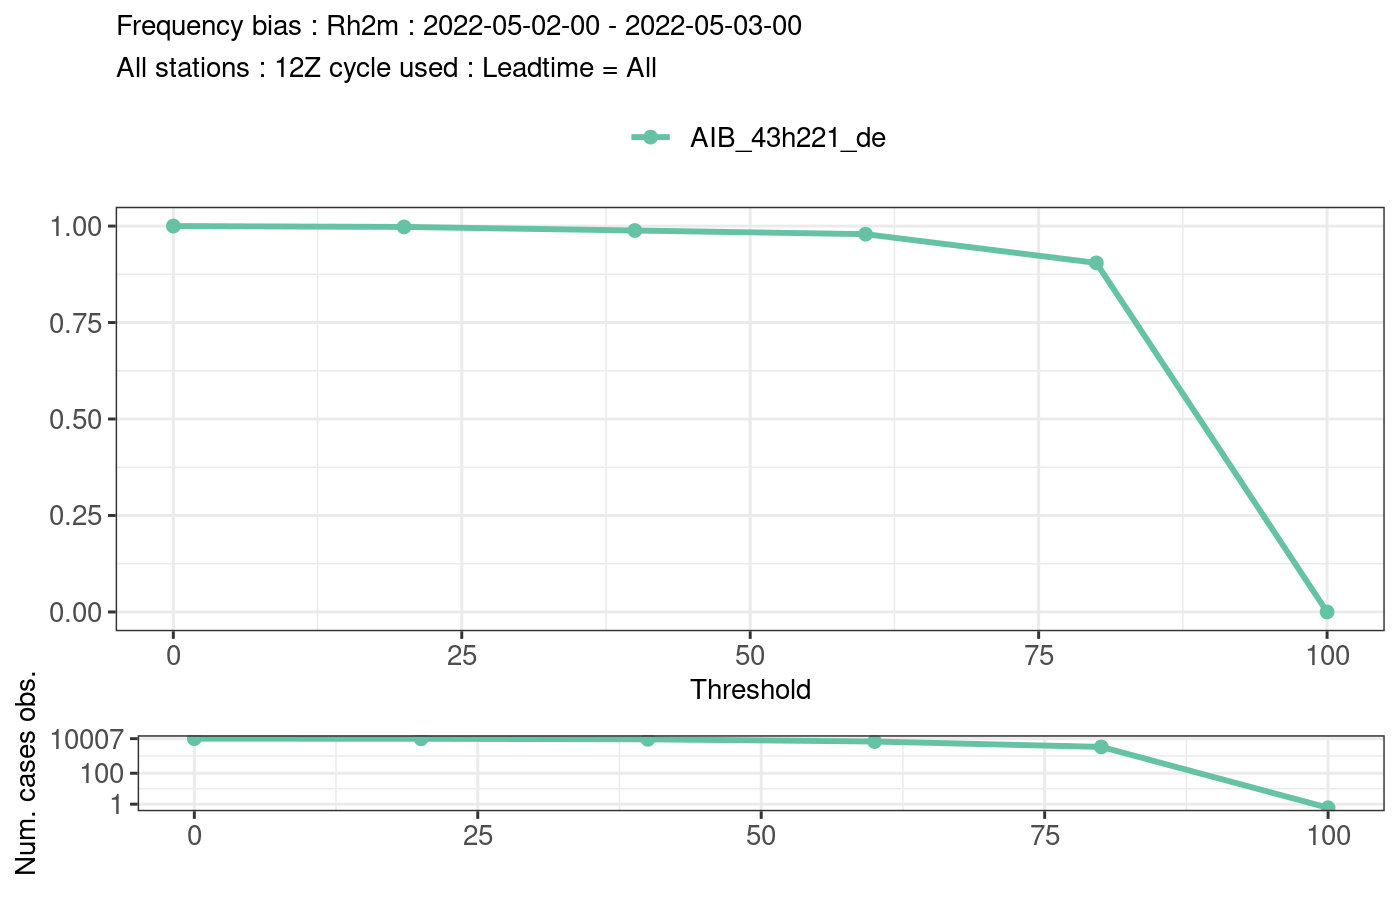 Frequency bias : Rh2m : 2022-05-02-00 - 2022-05-03-00
All stations : 12Z cycle used : Leadtime = All
AIB_43h221_de
1.00
0.75
0.50
0.25
0.00
0 25 50 75 100
Threshold
Num. cases obs.
10007
100
1
0 25 50 75 100